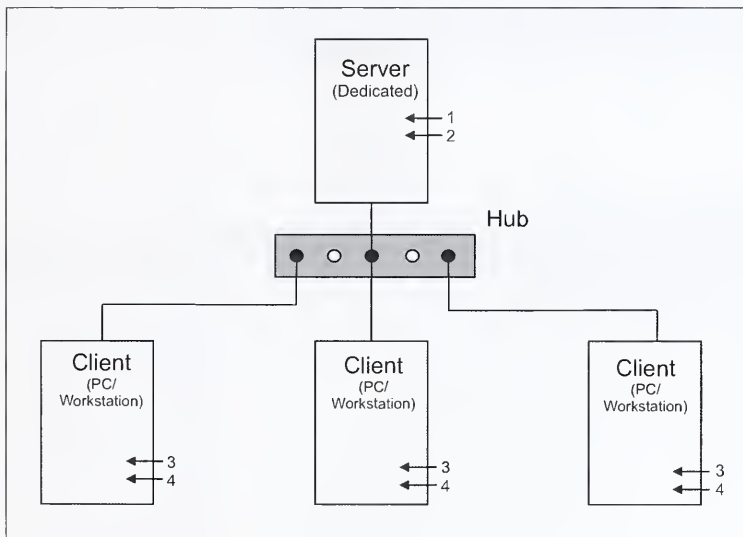 Server
(Dedicated)
1
2
Hub
Client
(PC/
Workstation)
3
4
Client
(PC/
Workstation)
3
4
Client
(PC/
Workstation)
3
4